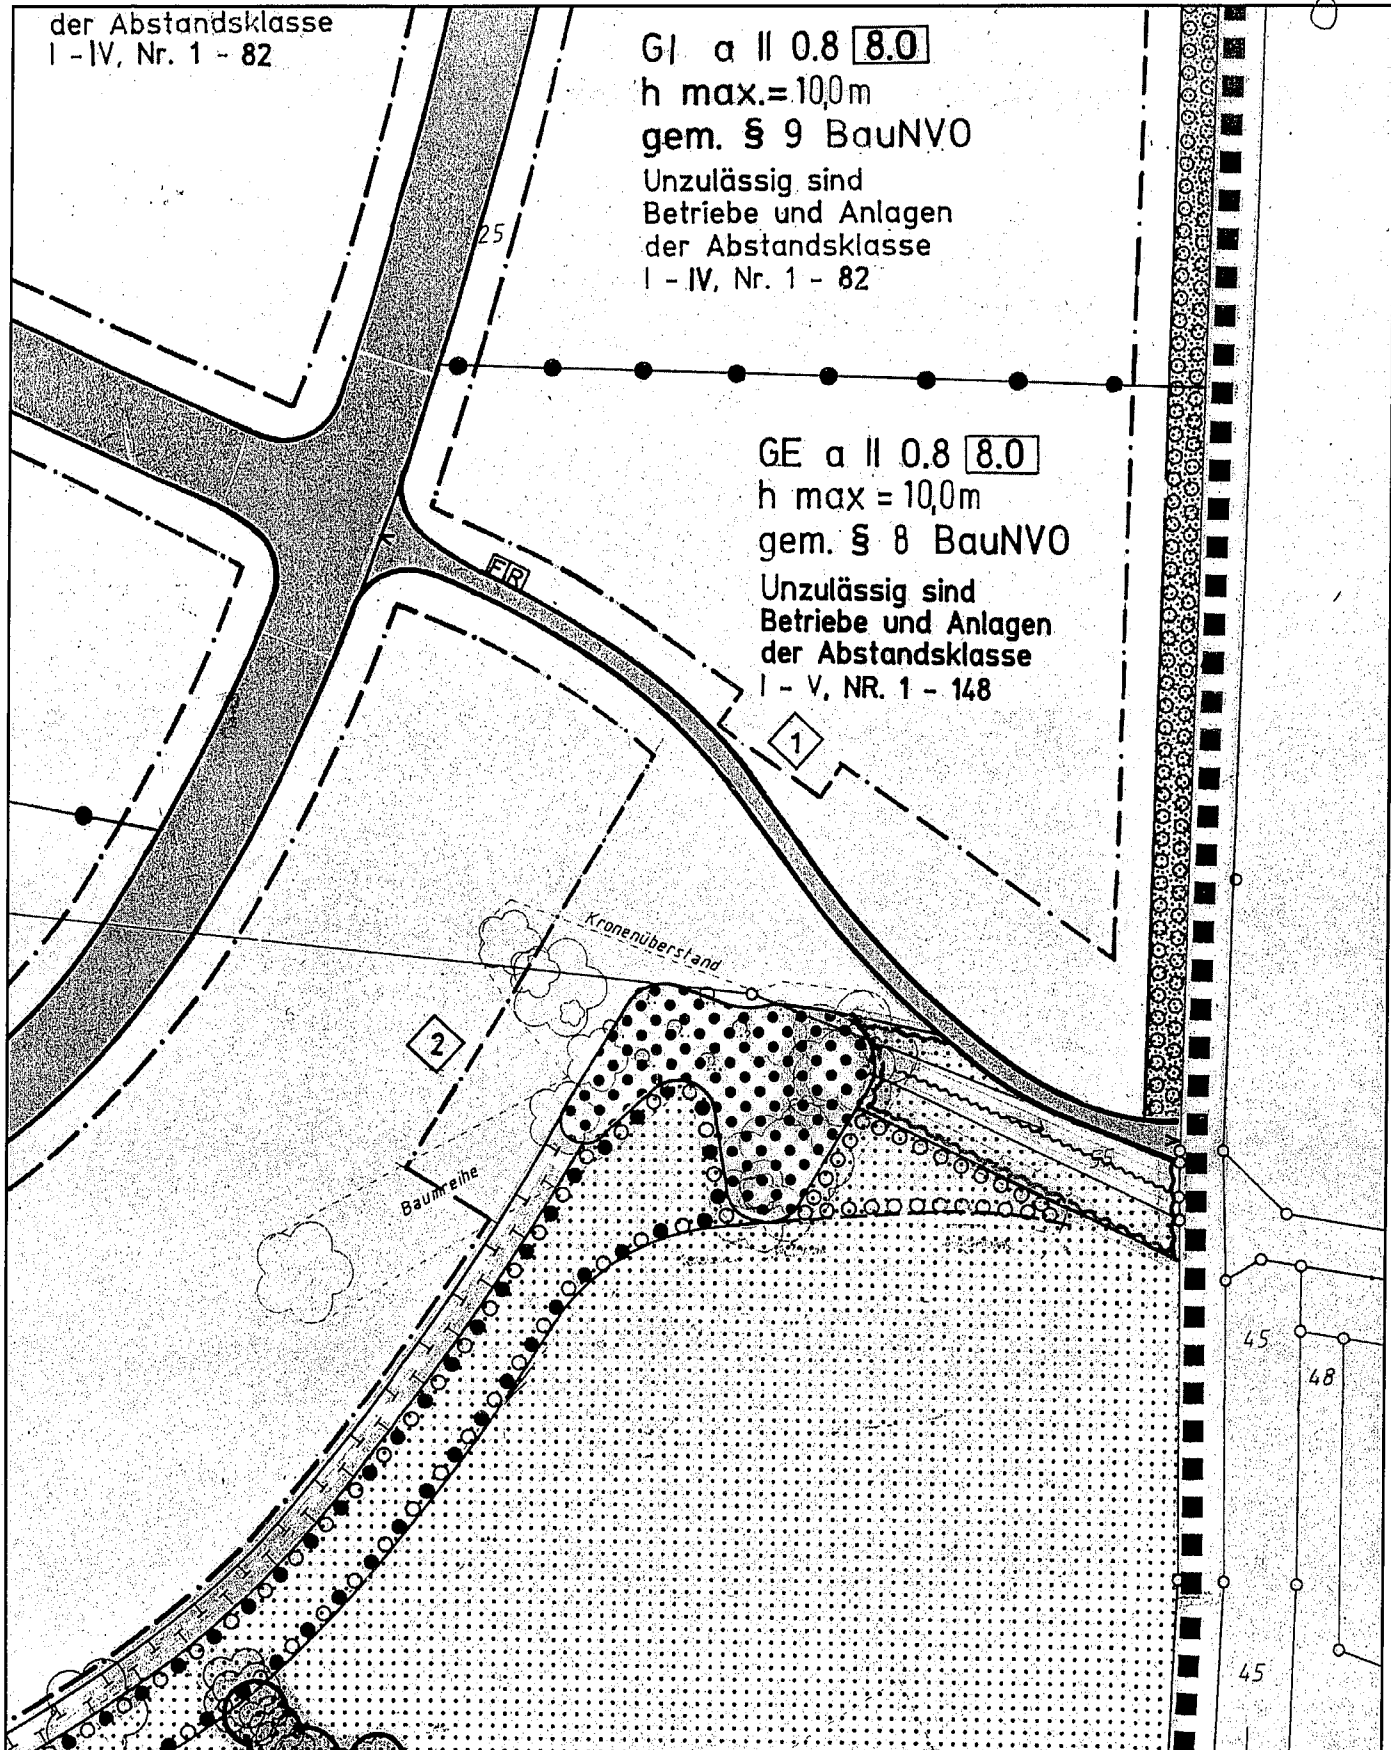 der Abstandsklasse
I - IV, Nr. 1 - 82
GI a II 0.8 8.0
h max.= 10,0m
gem. § 9 BauNVO
Unzulässig sind
Betriebe und Anlagen
der Abstandsklasse
I - IV, Nr. 1 - 82
25
GE a II 0.8 8.0
h max = 10,0m
gem. § 8 BauNVO
Unzulässig sind
Betriebe und Anlagen
der Abstandsklasse
I - V, NR. 1 - 148
FR
1
Kronenüberstand
2
Baumreihe
55
45
48
45